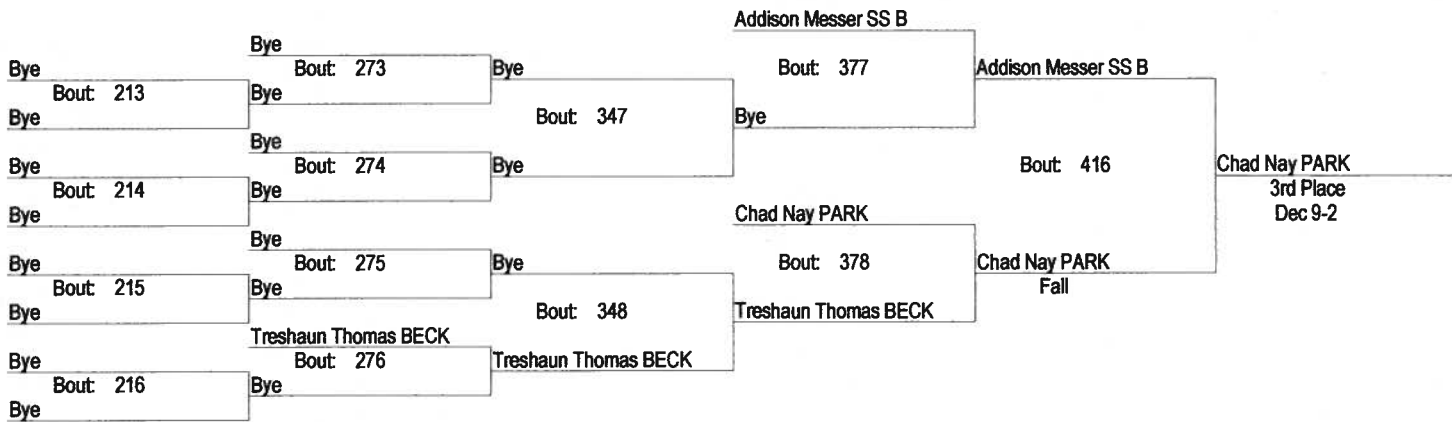 Addison Messer SS B
Bye
Bout: 273
Bye
Bout: 377
Addison Messer SS B
Bye
Bout: 213
Bye
Bye
Bout: 347
Bye
Bye
Bout: 274
Bye
Bout: 416
Chad Nay PARK
Bye
Bout: 214
Bye
3rd Place
Dec 9-2
Bye
Chad Nay PARK
Bye
Bout: 275
Bye
Bout: 378
Chad Nay PARK
Fall
Bye
Bout: 215
Bye
Bye
Bout: 348
Treshaun Thomas BECK
Treshaun Thomas BECK
Bout: 276
Treshaun Thomas BECK
Bye
Bout: 216
Bye
Bye